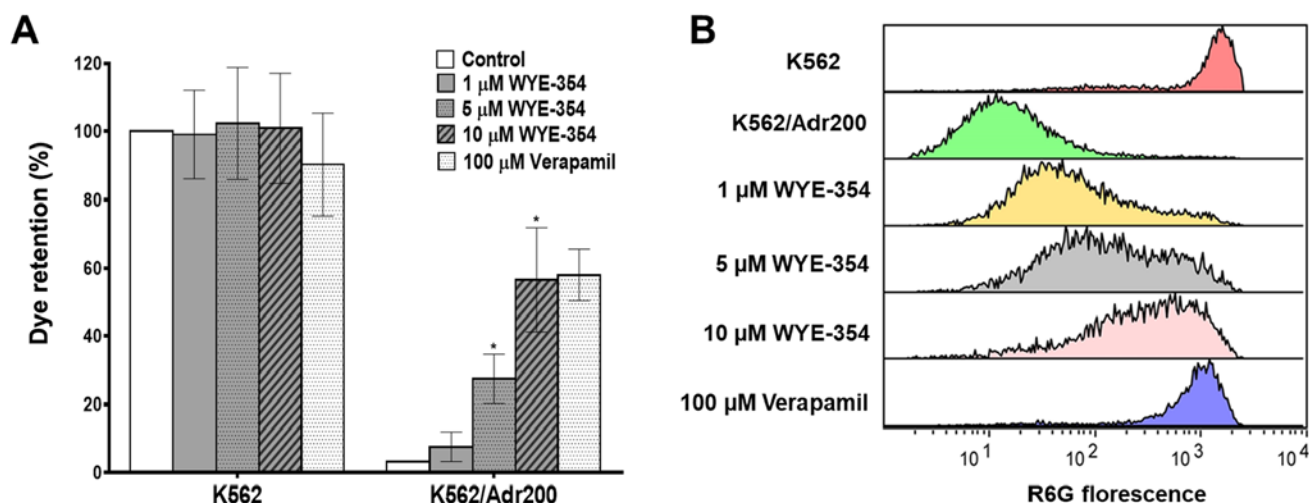 A
120
100
80
60
40
20
0
Dye retention (%)
Control
1 μM WYE-354
5 μM WYE-354
10 μM WYE-354
100 μM Verapamil
*
*
K562
K562/Adr200
B
K562
K562/Adr200
1 μM WYE-354
5 μM WYE-354
10 μM WYE-354
100 μM Verapamil
10¹ 10² 10³ 10⁴
R6G florescence